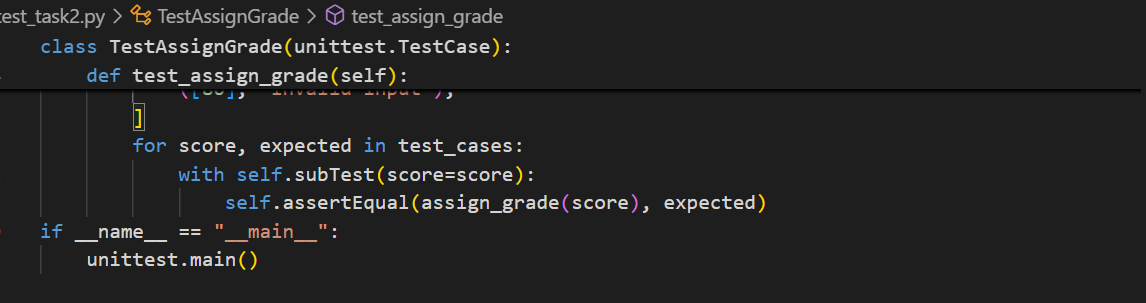 test_task2.py > TestAssignGrade > test_assign_grade
class TestAssignGrade(unittest.TestCase):
def test_assign_grade(self):
]
for score, expected in test_cases:
with self.subTest(score=score):
self.assertEqual(assign_grade(score), expected)
if __name__ == "__main__":
unittest.main()